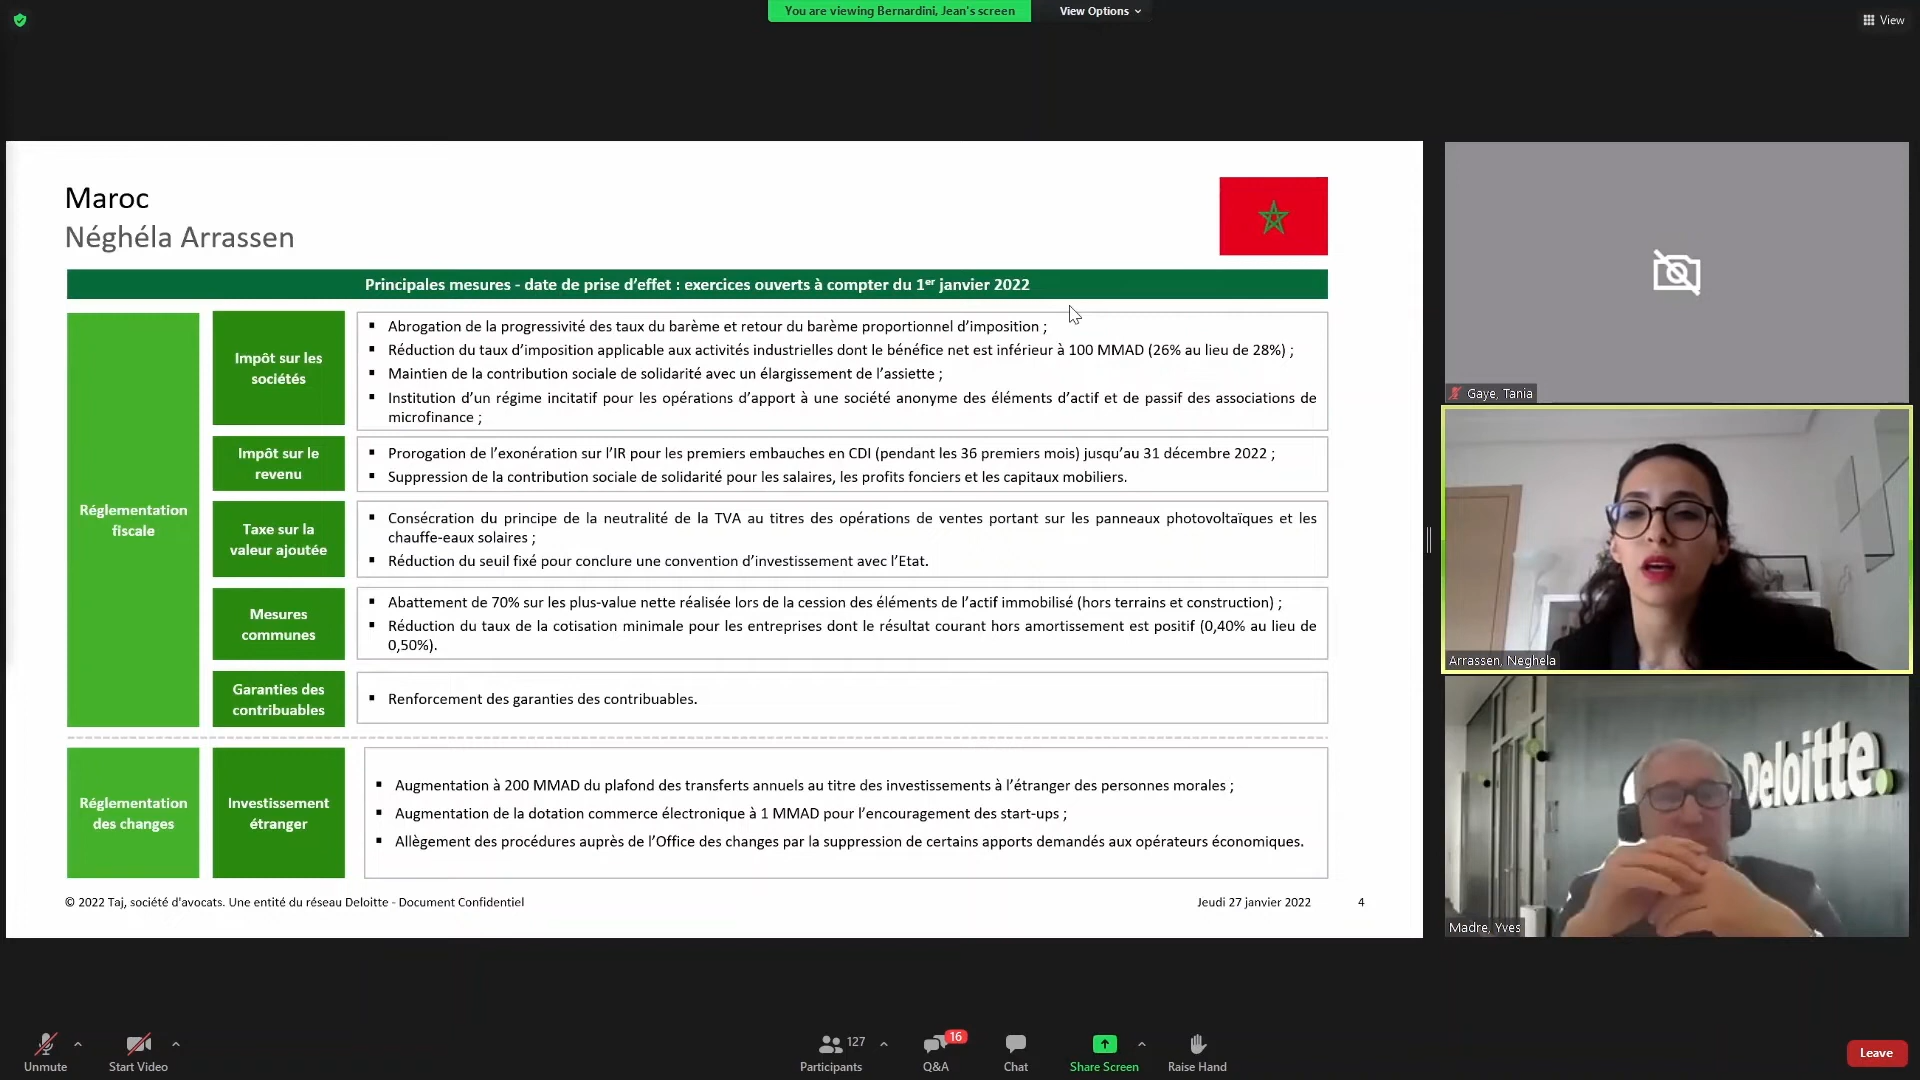 You are viewing Bernardini, Jean's screen
View Options
View
Maroc
Néghéla Arrassen
Principales mesures - date de prise d’effet : exercices ouverts à compter du 1er janvier 2022
Réglementation
fiscale
Impôt sur les
sociétés
▪ Abrogation de la progressivité des taux du barème et retour du barème proportionnel d’imposition ;
▪ Réduction du taux d’imposition applicable aux activités industrielles dont le bénéfice net est inférieur à 100 MMAD (26% au lieu de 28%) ;
▪ Maintien de la contribution sociale de solidarité avec un élargissement de l’assiette ;
▪ Institution d’un régime incitatif pour les opérations d’apport à une société anonyme des éléments d’actif et de passif des associations de
microfinance ;
Impôt sur le
revenu
▪ Prorogation de l’exonération sur l’IR pour les premiers embauches en CDI (pendant les 36 premiers mois) jusqu’au 31 décembre 2022 ;
▪ Suppression de la contribution sociale de solidarité pour les salaires, les profits fonciers et les capitaux mobiliers.
Taxe sur la
valeur ajoutée
▪ Consécration du principe de la neutralité de la TVA au titres des opérations de ventes portant sur les panneaux photovoltaïques et les
chauffe-eaux solaires ;
▪ Réduction du seuil fixé pour conclure une convention d’investissement avec l’Etat.
Mesures
communes
▪ Abattement de 70% sur les plus-value nette réalisée lors de la cession des éléments de l’actif immobilisé (hors terrains et construction) ;
▪ Réduction du taux de la cotisation minimale pour les entreprises dont le résultat courant hors amortissement est positif (0,40% au lieu de
0,50%).
Garanties des
contribuables
▪ Renforcement des garanties des contribuables.
Réglementation
des changes
Investissement
étranger
▪ Augmentation à 200 MMAD du plafond des transferts annuels au titre des investissements à l’étranger des personnes morales ;
▪ Augmentation de la dotation commerce électronique à 1 MMAD pour l’encouragement des start-ups ;
▪ Allègement des procédures auprès de l’Office des changes par la suppression de certains apports demandés aux opérateurs économiques.
© 2022 Taj, société d'avocats. Une entité du réseau Deloitte - Document Confidentiel
Jeudi 27 janvier 2022
4
Gaye, Tania
Arrassen, Neghela
Deloitte.
Madre, Yves
Unmute
Start Video
127
Participants
16
Q&A
Chat
Share Screen
Raise Hand
Leave